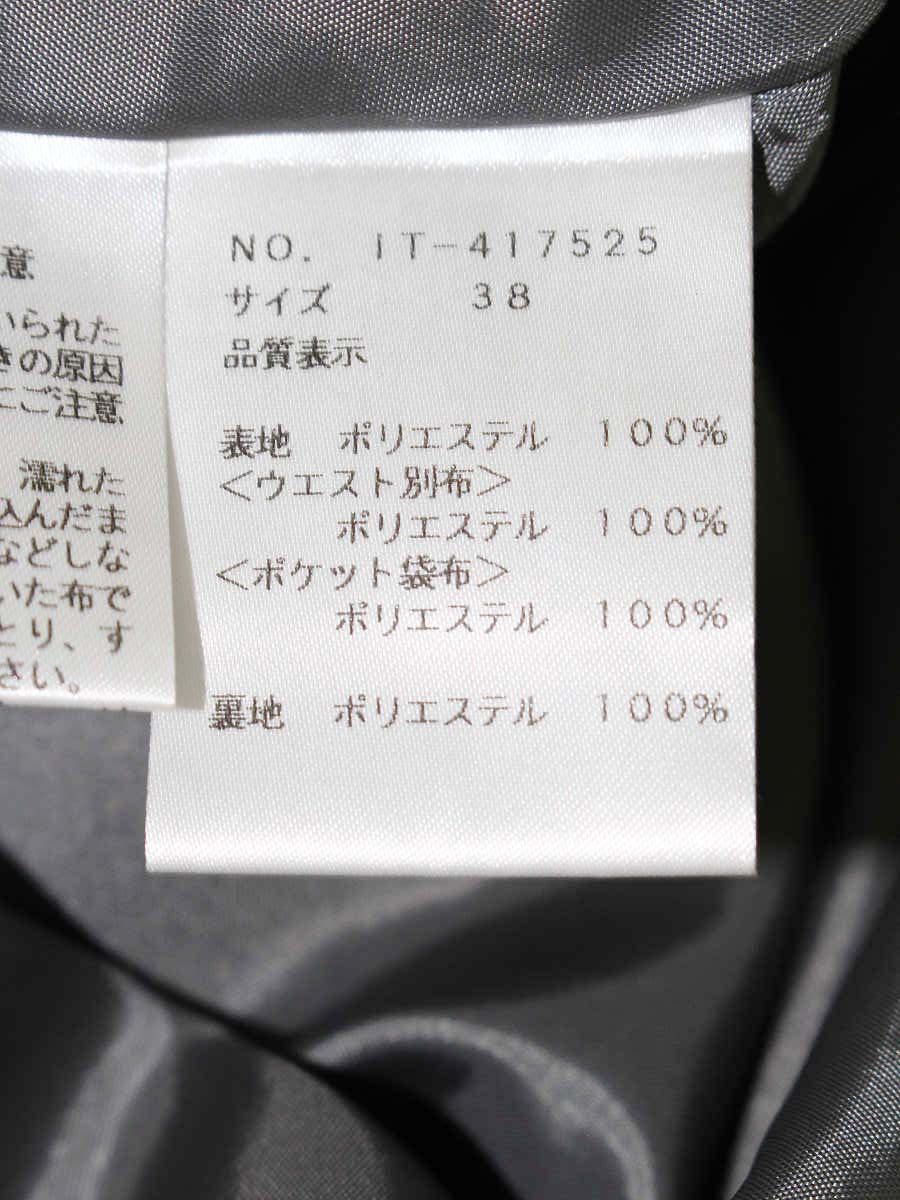 意
いられた
きの原因
にご注意
濡れた
込んだま
などしな
いた布で
とり、す
さい。
NO. IT-417525
サイズ 38
品質表示
表地 ポリエステル 100%
<ウエスト別布>
ポリエステル 100%
<ポケット袋布>
ポリエステル 100%
裏地 ポリエステル 100%